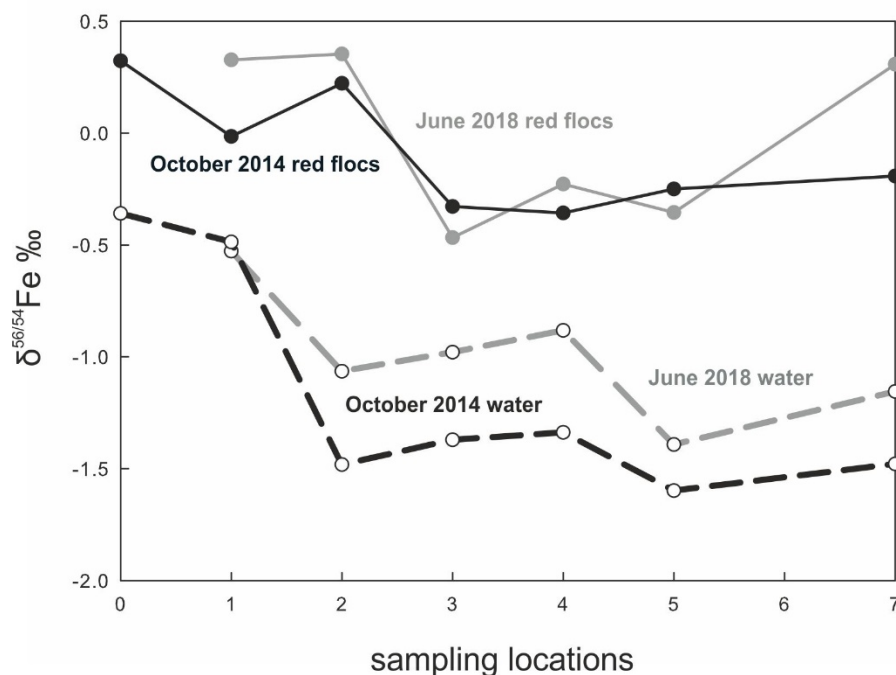 0.5
0.0
-0.5
-1.0
-1.5
-2.0
δ56/54Fe ‰
June 2018 red flocs
October 2014 red flocs
June 2018 water
October 2014 water
0 1 2 3 4 5 6 7
sampling locations